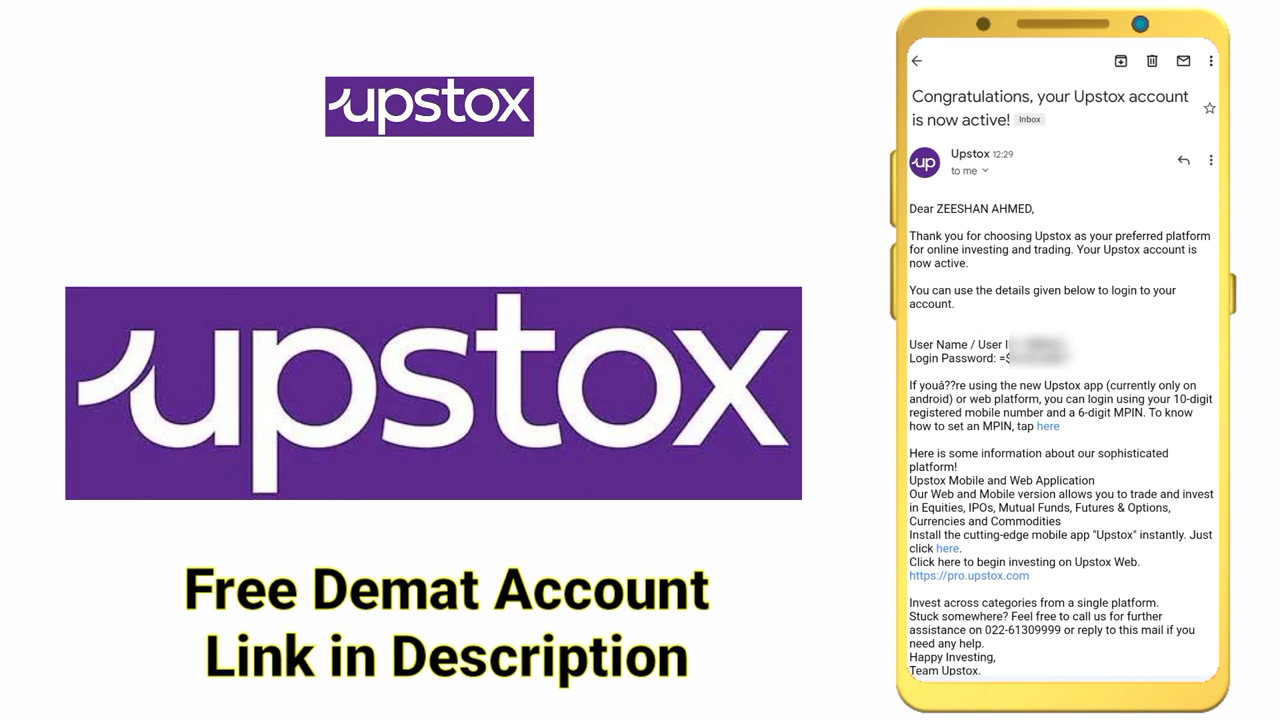 upstox
upstox
Free Demat Account
Link in Description
Congratulations, your Upstox account
is now active! Inbox
up
Upstox 12:29
to me
Dear ZEESHAN AHMED,
Thank you for choosing Upstox as your preferred platform
for online investing and trading. Your Upstox account is
now active.
You can use the details given below to login to your
account.
User Name / User
Login Password: =$
If youâ??re using the new Upstox app (currently only on
android) or web platform, you can login using your 10-digit
registered mobile number and a 6-digit MPIN. To know
how to set an MPIN, tap here
Here is some information about our sophisticated
platform!
Upstox Mobile and Web Application
Our Web and Mobile version allows you to trade and invest
in Equities, IPOs, Mutual Funds, Futures & Options,
Currencies and Commodities
Install the cutting-edge mobile app "Upstox" instantly. Just
click here.
Click here to begin investing on Upstox Web.
https://pro.upstox.com
Invest across categories from a single platform.
Stuck somewhere? Feel free to call us for further
assistance on 022-61309999 or reply to this mail if you
need any help.
Happy Investing,
Team Upstox.